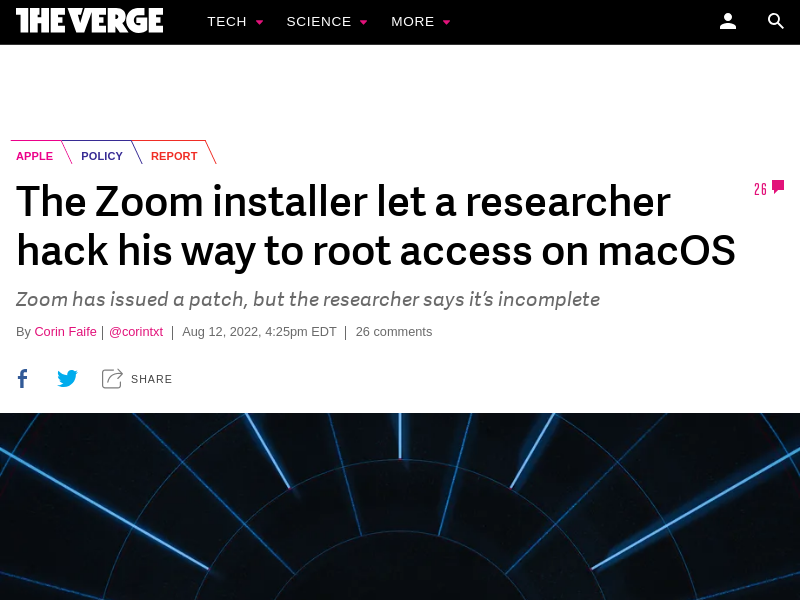 THE VERGE TECH SCIENCE MORE
APPLE POLICY REPORT
The Zoom installer let a researcher
hack his way to root access on macOS
26
Zoom has issued a patch, but the researcher says it’s incomplete
By Corin Faife | @corintxt | Aug 12, 2022, 4:25pm EDT | 26 comments
SHARE